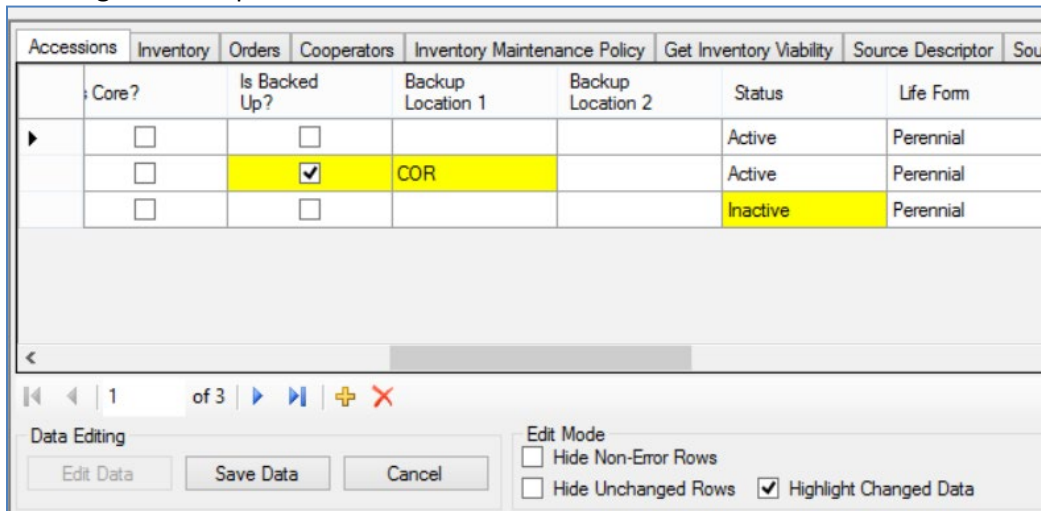 Accessions Inventory Orders Cooperators Inventory Maintenance Policy Get Inventory Viability Source Descriptor Sou
Core? Is Backed Up? Backup Location 1 Backup Location 2 Status Life Form
Active Perennial
COR Active Perennial
Inactive Perennial
1 of 3
Data Editing Edit Mode
Hide Non-Error Rows
Edit Data Save Data Cancel
Hide Unchanged Rows Highlight Changed Data